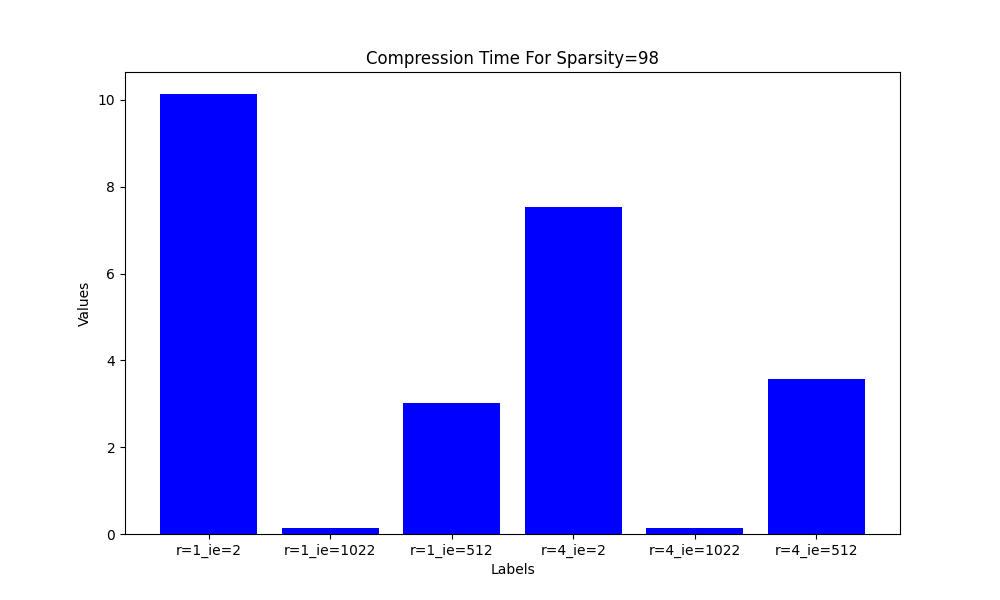 Compression Time For Sparsity=98
10
8
6
4
2
0
Values
r=1_ie=2 r=1_ie=1022 r=1_ie=512 r=4_ie=2 r=4_ie=1022 r=4_ie=512
Labels